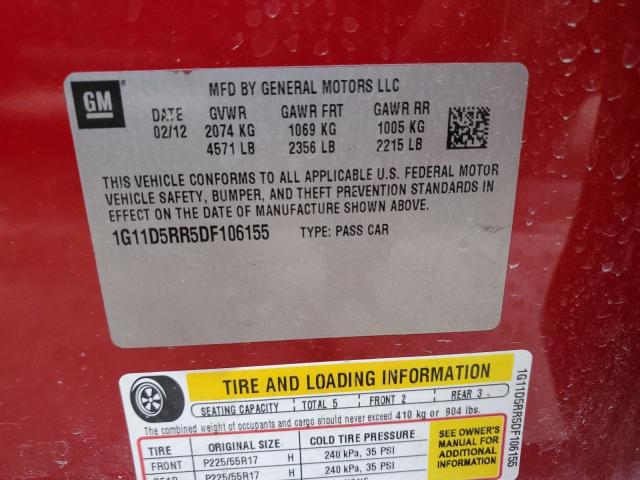 GM
MFD BY GENERAL MOTORS LLC
DATE GVWR GAWR FRT GAWR RR
02/12 2074 KG 1069 KG 1005 KG
4571 LB 2356 LB 2215 LB
THIS VEHICLE CONFORMS TO ALL APPLICABLE U.S. FEDERAL MOTOR
VEHICLE SAFETY, BUMPER, AND THEFT PREVENTION STANDARDS IN
EFFECT ON THE DATE OF MANUFACTURE SHOWN ABOVE.
1G11D5RR5DF106155 TYPE: PASS CAR
TIRE AND LOADING INFORMATION
SEATING CAPACITY TOTAL 5 FRONT 2 REAR 3
The combined weight of occupants and cargo should never exceed 410 kg or 904 lbs.
TIRE ORIGINAL SIZE COLD TIRE PRESSURE
FRONT P225/55R17 H 240 kPa, 35 PSI
REAR P225/55R17 H 240 kPa, 35 PSI
SEE OWNER'S
MANUAL FOR
ADDITIONAL
INFORMATION
1G11D5RR5DF106155